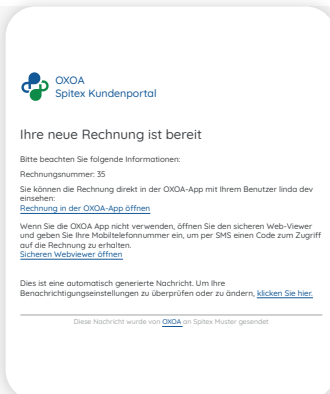 OXOA
Spitex Kundenportal
Ihre neue Rechnung ist bereit
Bitte beachten Sie folgende Informationen:
Rechnungsnummer: 35
Sie können die Rechnung direkt in der OXOA-App mit Ihrem Benutzer linda dev
einsehen:
Rechnung in der OXOA-App öffnen
Wenn Sie die OXOA App nicht verwenden, öffnen Sie den sicheren Web-Viewer
und geben Sie Ihre Mobiltelefonnummer ein, um per SMS einen Code zum Zugriff
auf die Rechnung zu erhalten.
Sicheren Webviewer öffnen
Dies ist eine automatisch generierte Nachricht. Um Ihre
Benachrichtigungseinstellungen zu überprüfen oder zu ändern, klicken Sie hier.
Diese Nachricht wurde von OXOA an Spitex Muster gesendet